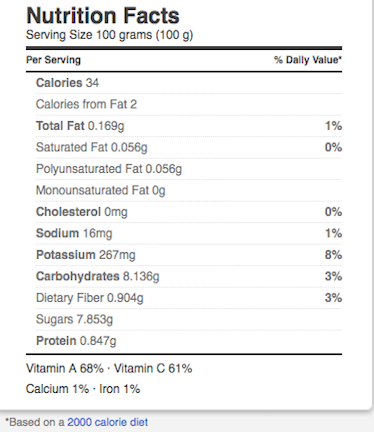 Nutrition Facts
Serving Size 100 grams (100 g)
Per Serving % Daily Value*
Calories 34
Calories from Fat 2
Total Fat 0.169g 1%
Saturated Fat 0.056g 0%
Polyunsaturated Fat 0.056g
Monounsaturated Fat 0g
Cholesterol 0mg 0%
Sodium 16mg 1%
Potassium 267mg 8%
Carbohydrates 8.136g 3%
Dietary Fiber 0.904g 3%
Sugars 7.853g
Protein 0.847g
Vitamin A 68% · Vitamin C 61%
Calcium 1% · Iron 1%
*Based on a 2000 calorie diet